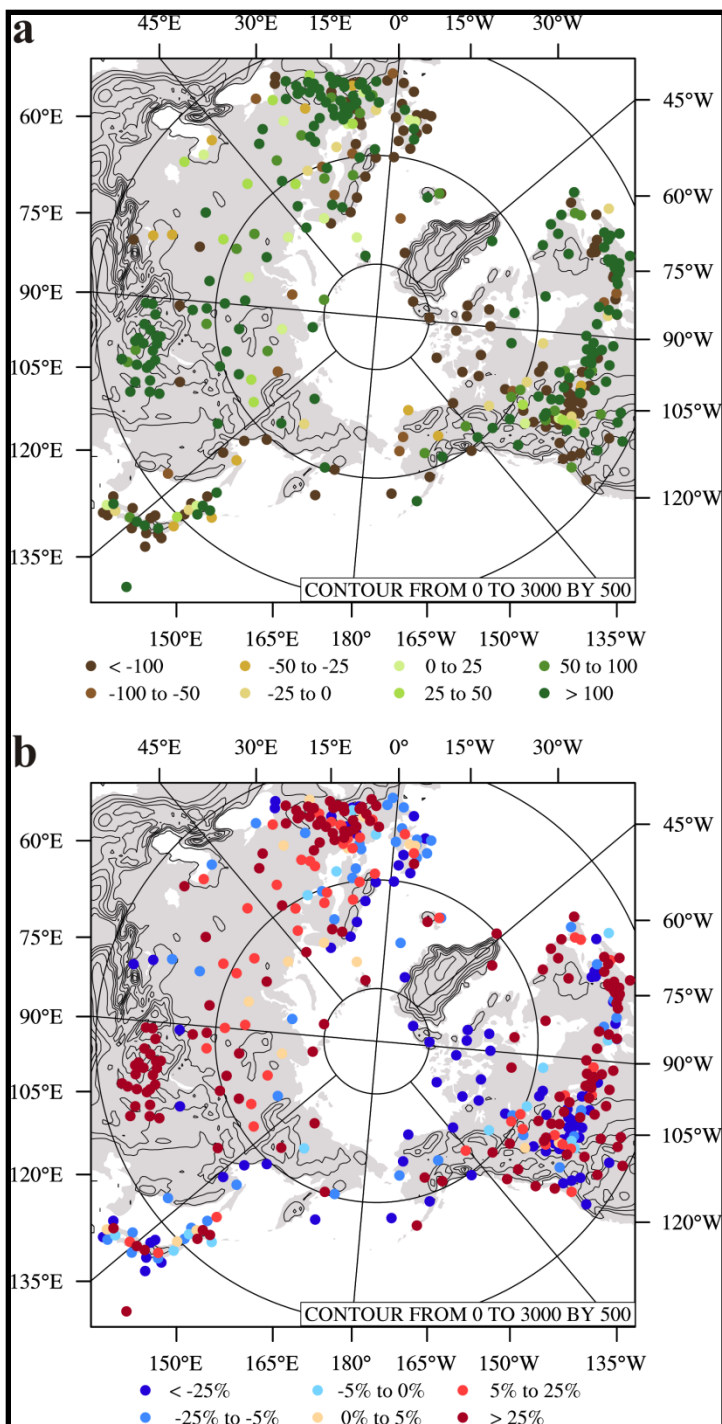 a
45°E 30°E 15°E 0° 15°W 30°W
60°E 45°W
75°E 60°W
90°E 75°W
105°E 90°W
120°E 105°W
135°E 120°W
CONTOUR FROM 0 TO 3000 BY 500
150°E 165°E 180° 165°W 150°W 135°W
< -100 -50 to -25 0 to 25 50 to 100
-100 to -50 -25 to 0 25 to 50 > 100
b
45°E 30°E 15°E 0° 15°W 30°W
60°E 45°W
75°E 60°W
90°E 75°W
105°E 90°W
120°E 105°W
135°E 120°W
CONTOUR FROM 0 TO 3000 BY 500
150°E 165°E 180° 165°W 150°W 135°W
< -25% -5% to 0% 5% to 25%
-25% to -5% 0% to 5% > 25%